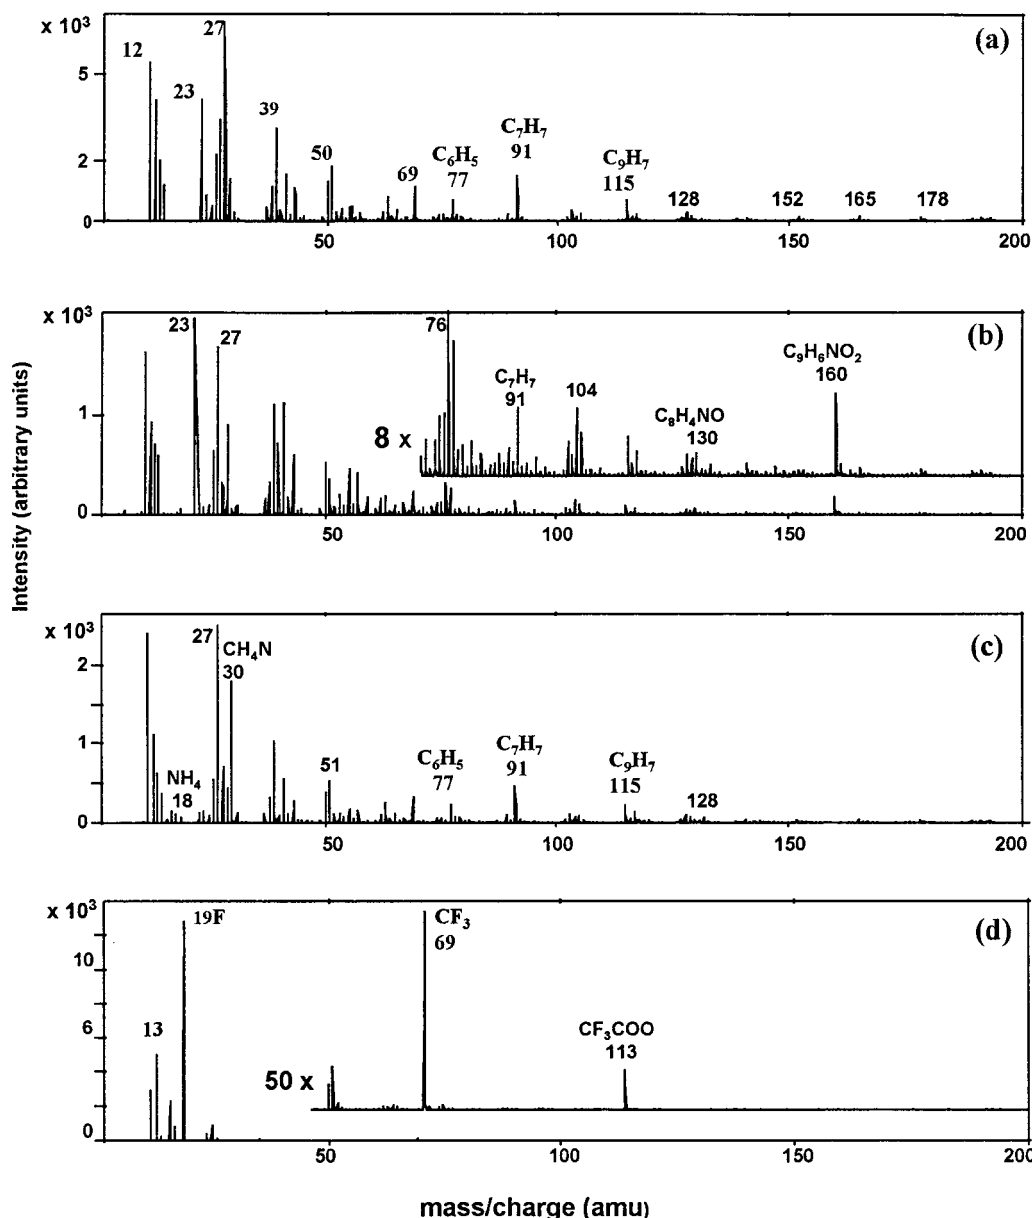 x 10³
27
(a)
12
5
23
39
C₇H₇
50
C₆H₅
91
C₉H₇
2
69
77
115
128
152
165
178
0
50
100
150
200
x 10³
23
27
76
(b)
C₉H₆NO₂
C₇H₇
160
91
104
1
C₈H₄NO
8 x
130
0
50
100
150
200
Intensity (arbitrary units)
x 10³
27
CH₄N
(c)
2
30
1
C₆H₅
C₇H₇
C₉H₇
NH₄
51
77
91
115
18
128
0
50
100
150
200
x 10³
19F
CF₃
(d)
69
10
6
13
CF₃COO
113
50 x
0
50
100
150
200
mass/charge (amu)